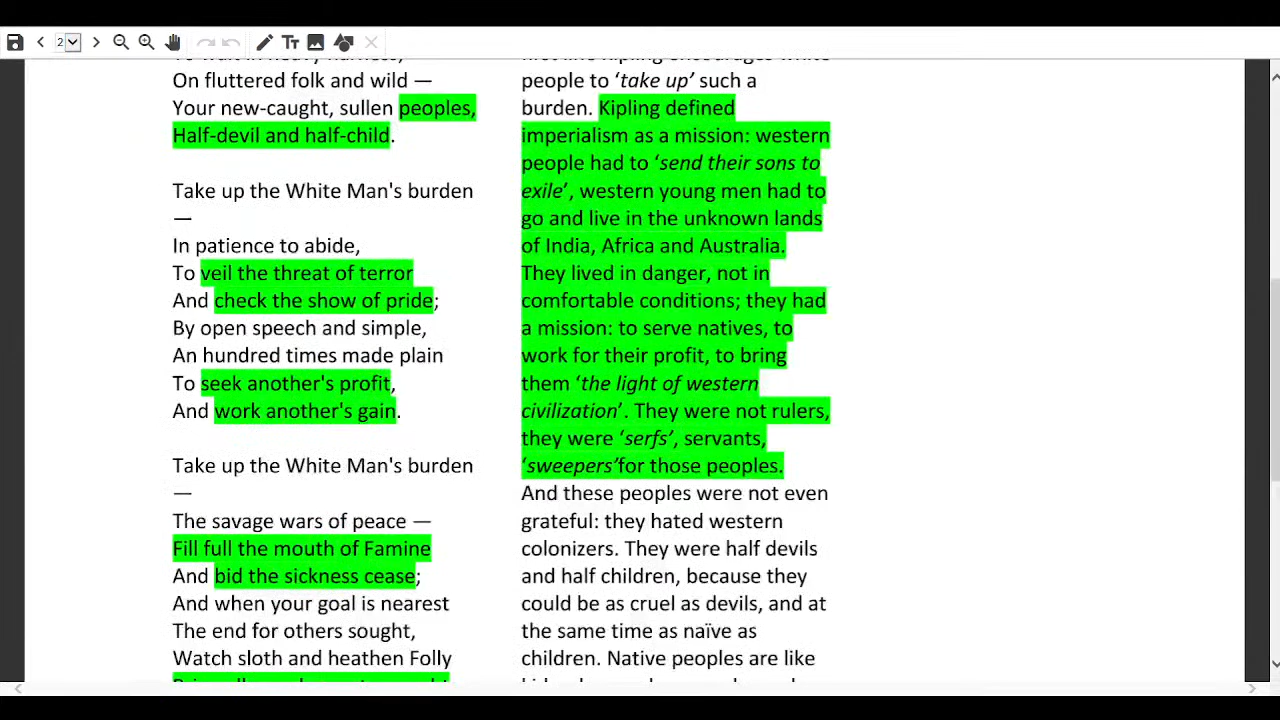 2
On fluttered folk and wild —
Your new-caught, sullen peoples,
Half-devil and half-child.
Take up the White Man's burden
—
In patience to abide,
To veil the threat of terror
And check the show of pride;
By open speech and simple,
An hundred times made plain
To seek another's profit,
And work another's gain.
Take up the White Man's burden
—
The savage wars of peace —
Fill full the mouth of Famine
And bid the sickness cease;
And when your goal is nearest
The end for others sought,
Watch sloth and heathen Folly
people to ‘take up’ such a
burden. Kipling defined
imperialism as a mission: western
people had to ‘send their sons to
exile’, western young men had to
go and live in the unknown lands
of India, Africa and Australia.
They lived in danger, not in
comfortable conditions; they had
a mission: to serve natives, to
work for their profit, to bring
them ‘the light of western
civilization’. They were not rulers,
they were ‘serfs’, servants,
‘sweepers’for those peoples.
And these peoples were not even
grateful: they hated western
colonizers. They were half devils
and half children, because they
could be as cruel as devils, and at
the same time as naïve as
children. Native peoples are like